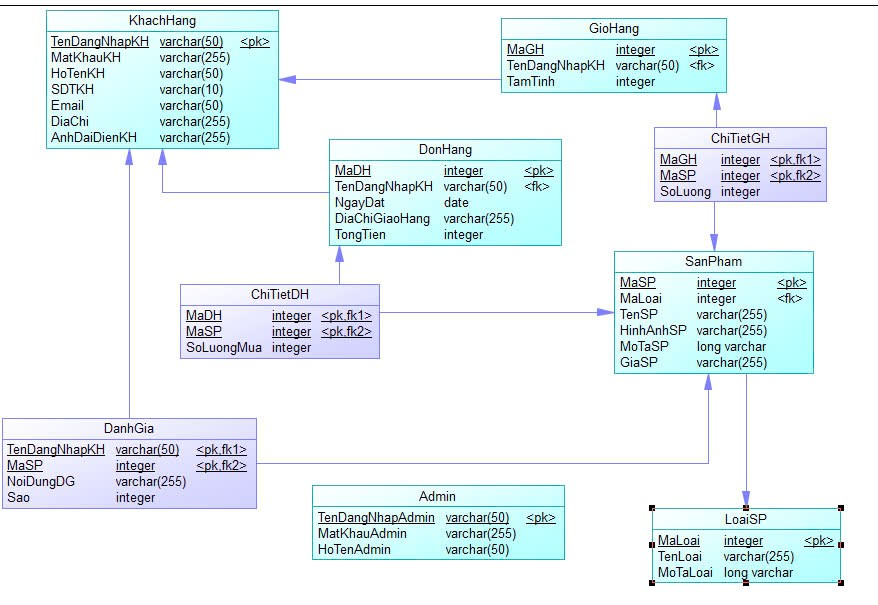 KhachHang
TenDangNhapKH varchar(50) <pk>
MatKhauKH varchar(255)
HoTenKH varchar(50)
SDTKH varchar(10)
Email varchar(50)
DiaChi varchar(255)
AnhDaiDienKH varchar(255)
GioHang
MaGH integer <pk>
TenDangNhapKH varchar(50) <fk>
TamTinh integer
ChiTietGH
MaGH integer <pk,fk1>
MaSP integer <pk,fk2>
SoLuong integer
DonHang
MaDH integer <pk>
TenDangNhapKH varchar(50) <fk>
NgayDat date
DiaChiGiaoHang varchar(255)
TongTien integer
SanPham
MaSP integer <pk>
MaLoai integer <fk>
TenSP varchar(255)
HinhAnhSP varchar(255)
MoTaSP long varchar
GiaSP varchar(255)
ChiTietDH
MaDH integer <pk,fk1>
MaSP integer <pk,fk2>
SoLuongMua integer
DanhGia
TenDangNhapKH varchar(50) <pk,fk1>
MaSP integer <pk,fk2>
NoiDungDG varchar(255)
Sao integer
Admin
TenDangNhapAdmin varchar(50) <pk>
MatKhauAdmin varchar(255)
HoTenAdmin varchar(50)
LoaiSP
MaLoai integer <pk>
TenLoai varchar(255)
MoTaLoai long varchar